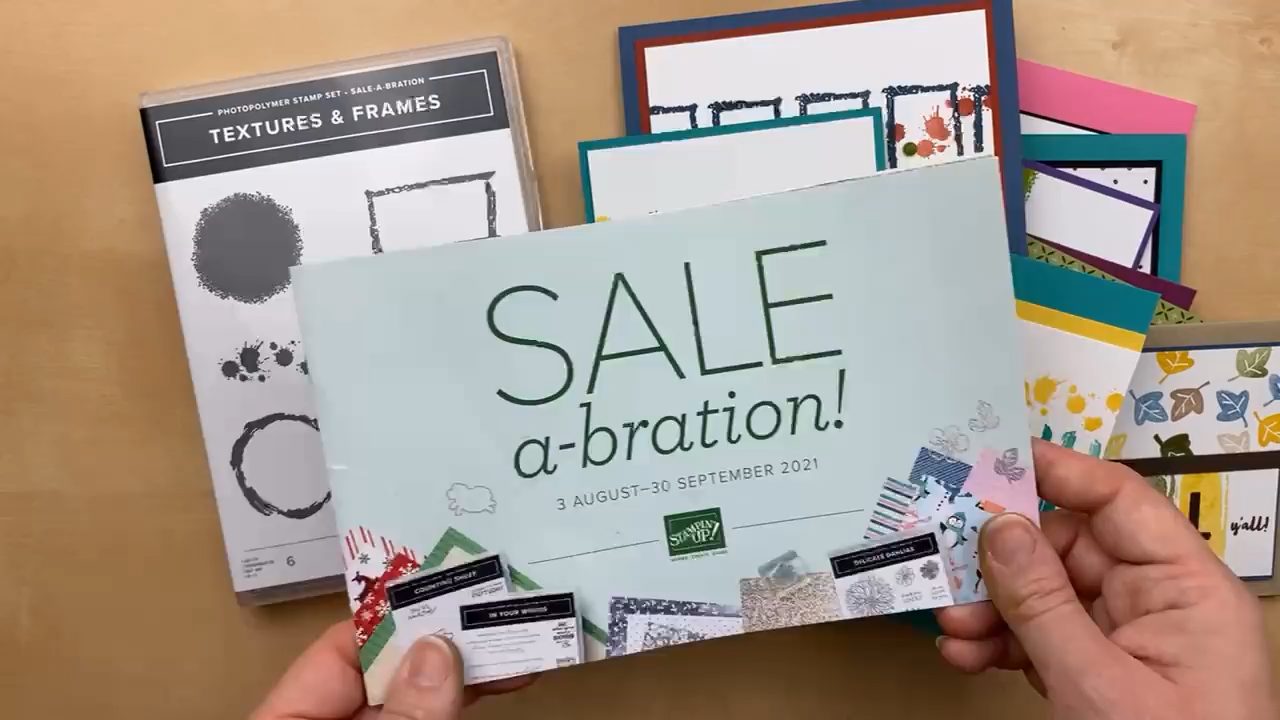 PHOTOPOLYMER STAMP SET • SALE-A-BRATION
TEXTURES & FRAMES
6
SALE
a-bration!
3 AUGUST–30 SEPTEMBER 2021
STAMPIN' UP!
COUNTING SHEEP
IN YOUR WORDS
DELICATE DAHLIAS
y'all!